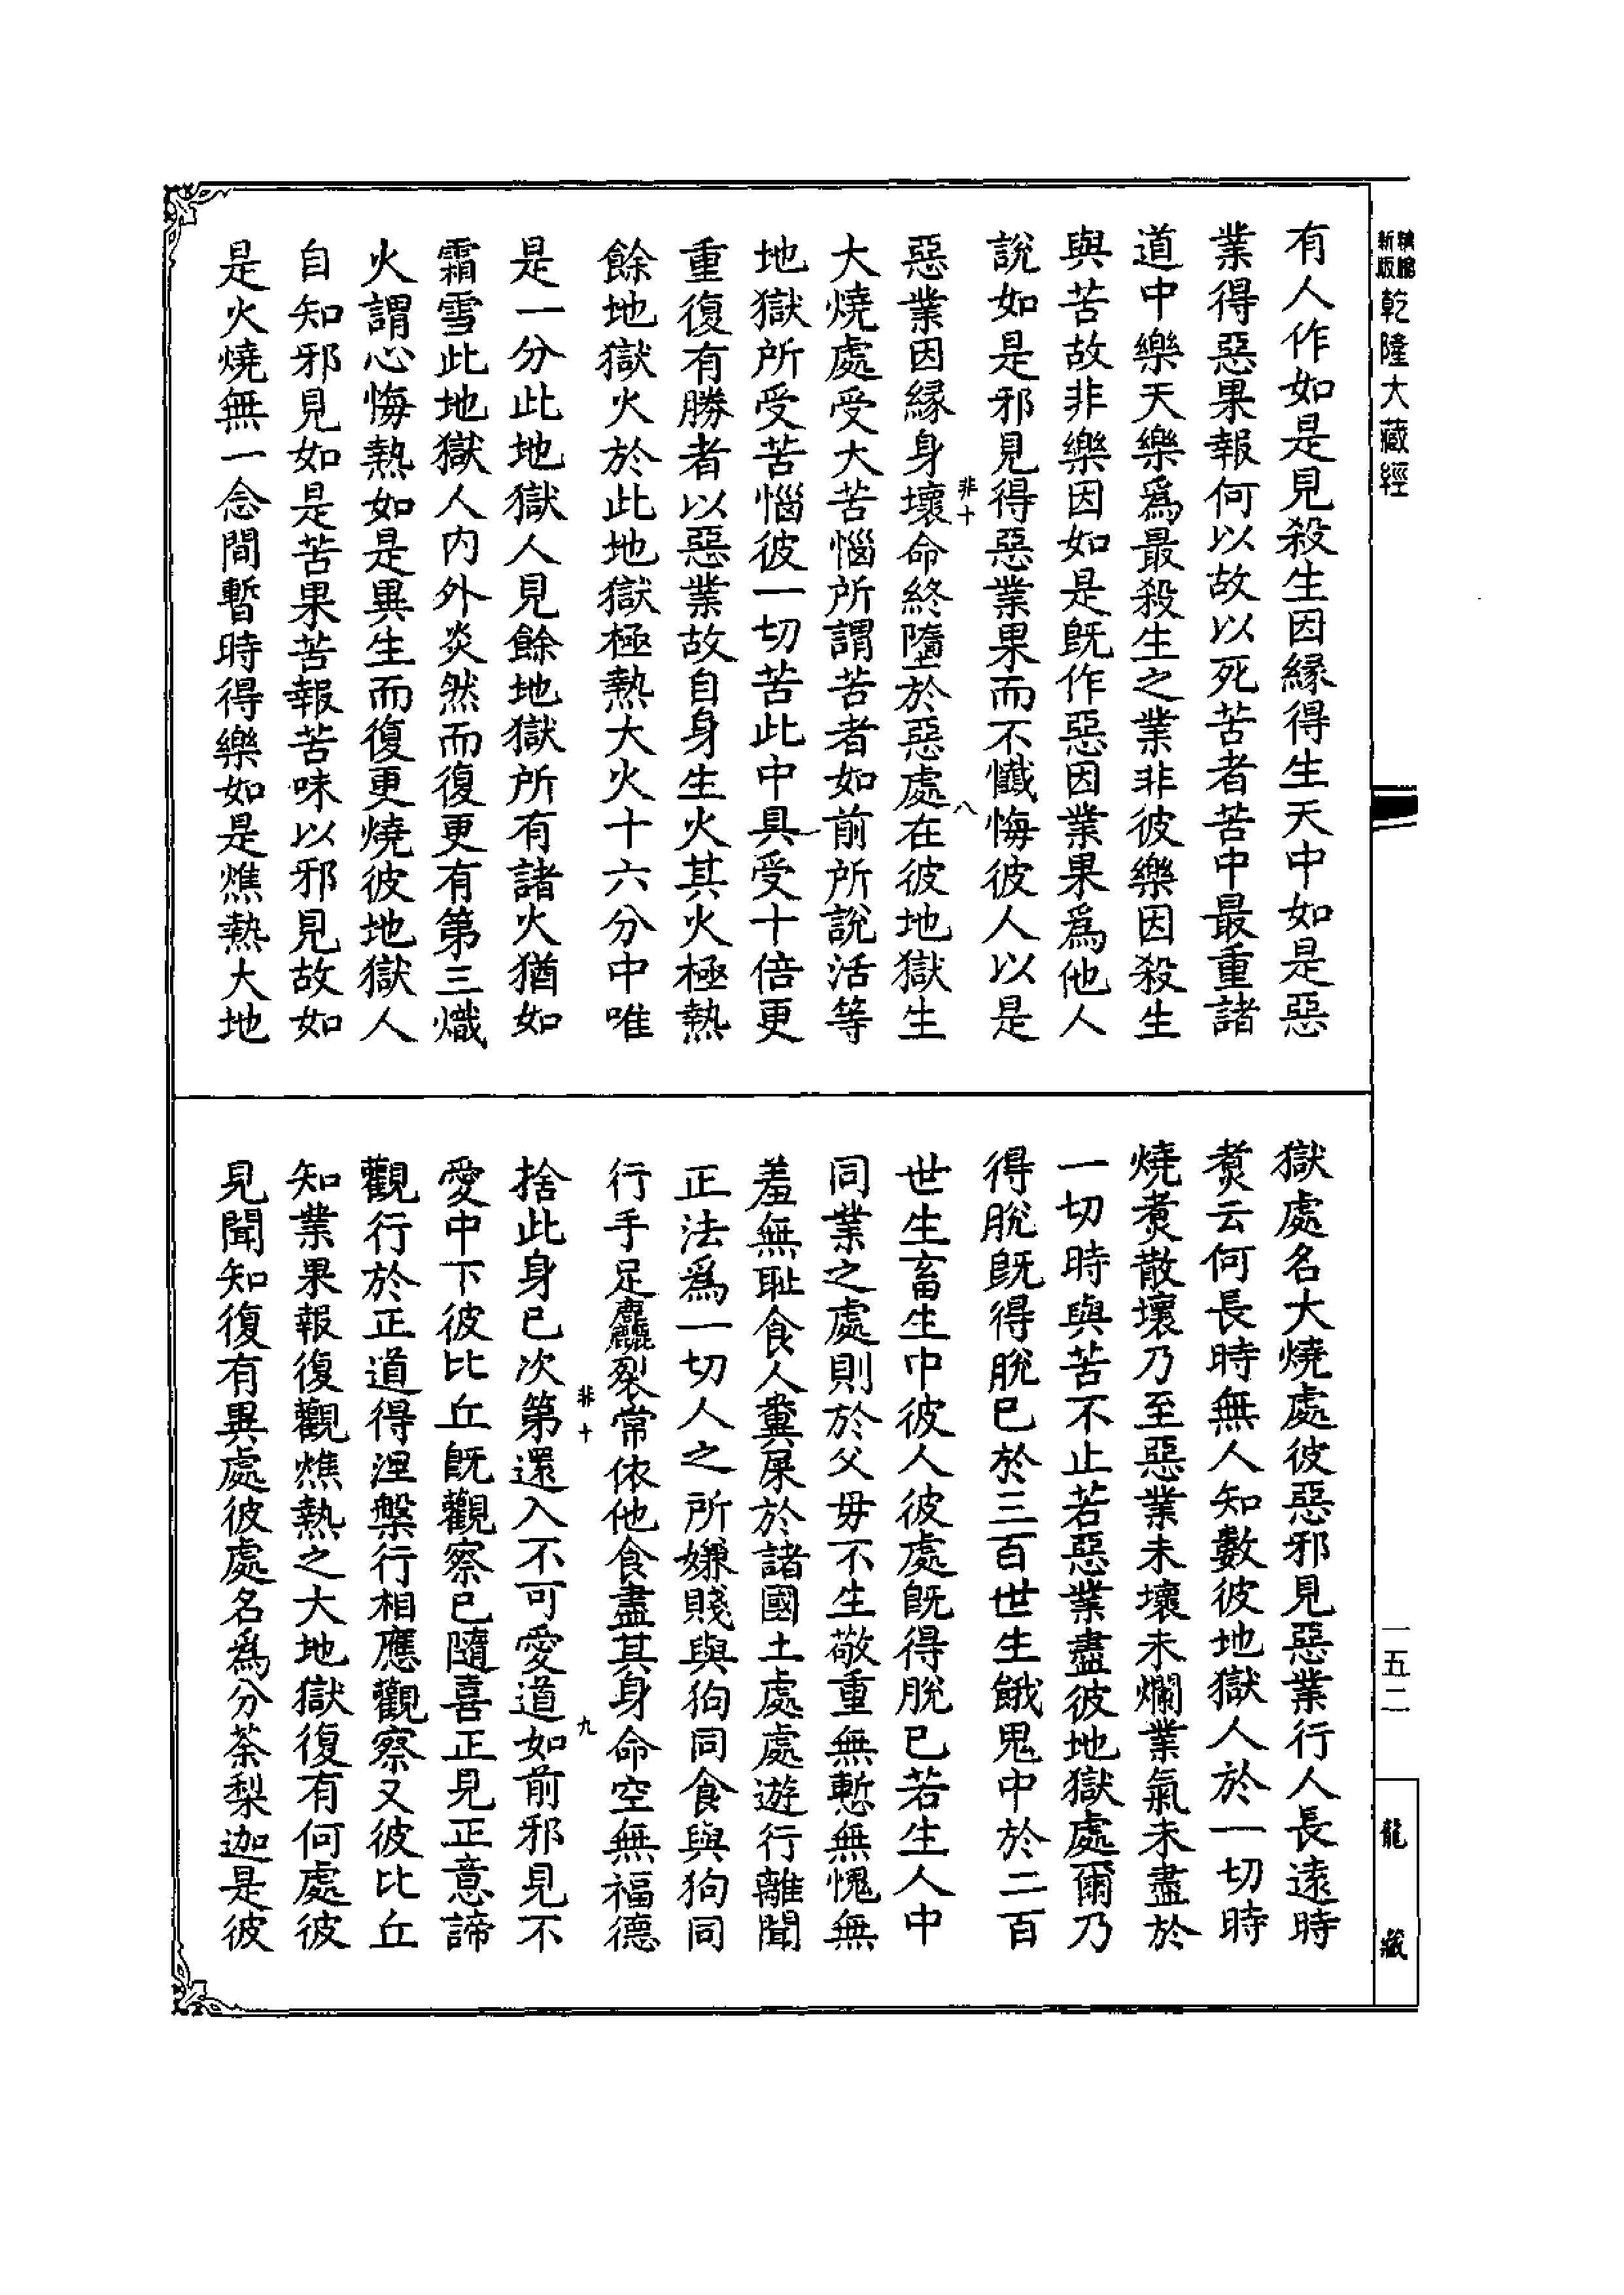 新版
乾隆大藏經
有人作如是見殺生因緣得生天中如是惡
業得惡果報何以故以死苦者苦中最重諸
道中樂天樂爲最殺生之業非彼樂因殺生
與苦故非樂因如是既作惡因業果爲他人
說如是邪見得惡業果而不懺悔彼人以是
非十
八
惡業因緣身壞命終墮於惡處在彼地獄生
大燒處受大苦惱所謂苦者如前所說活等
地獄所受苦惱彼一切苦此中具受十倍更
重復有勝者以惡業故自身生火其火極熱
餘地獄火於此地獄極熱大火十六分中唯
是一分此地獄人見餘地獄所有諸火猶如
霜雪此地獄人內外炎然而復更有第三熾
火謂心悔熱如是異生而復更燒彼地獄人
自知邪見如是苦果苦報苦味以邪見故如
是火燒無一念間暫時得樂如是燋熱大地
獄處名大燒處彼惡邪見惡業行人長遠時
煑云何長時無人知數彼地獄人於一切時
燒煑散壞乃至惡業未壞未爛業氣未盡於
一切時與苦不止若惡業盡彼地獄處爾乃
得脫既得脫已於三百世生餓鬼中於二百
世生畜生中彼人彼處既得脫已若生人中
同業之處則於父毋不生敬重無慙無愧無
羞無恥食人糞屎於諸國土處處遊行離聞
正法爲一切人之所嫌賤與狗同食與狗同
行手足麤裂常依他食盡其身命空無福德
非十
九
捨此身已次第還入不可愛道如前邪見不
愛中下彼比丘既觀察已隨喜正見正意諦
觀行於正道得涅槃行相應觀察又彼比丘
知業果報復觀燋熱之大地獄復有何處彼
見聞知復有異處彼處名爲分荼梨迦是彼
一五二
龍藏